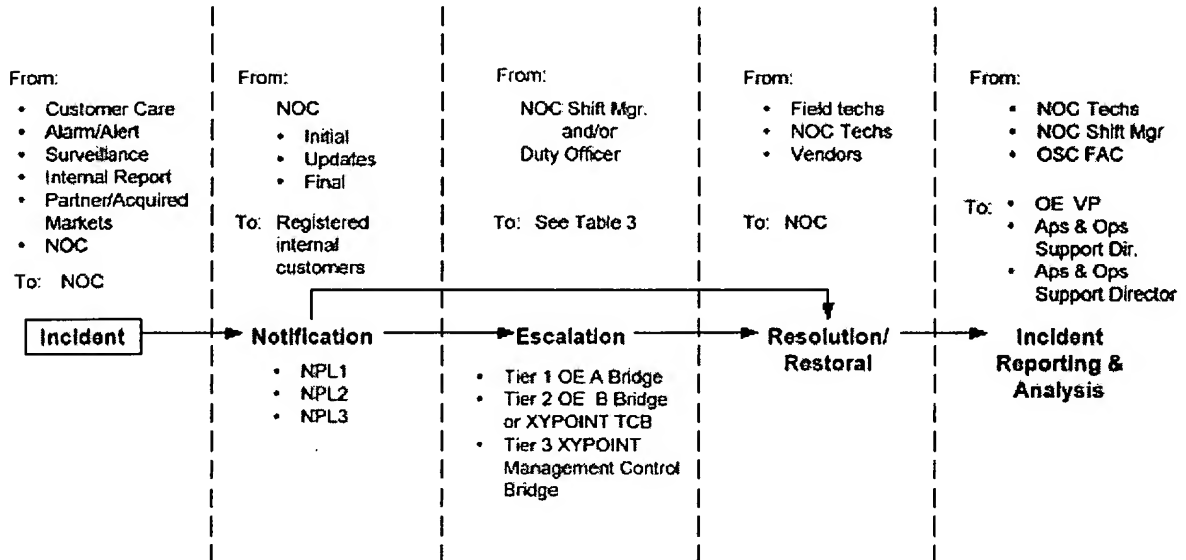 From:
• Customer Care
• Alarm/Alert
• Surveillance
• Internal Report
• Partner/Acquired
Markets
• NOC
To: NOC
Incident
From:
NOC
• Initial
• Updates
• Final
To: Registered
internal
customers
Notification
• NPL1
• NPL2
• NPL3
From:
NOC Shift Mgr.
and/or
Duty Officer
To: See Table 3
Escalation
• Tier 1 OE A Bridge
• Tier 2 OE B Bridge
or XYPOINT TCB
• Tier 3 XYPOINT
Management Control
Bridge
From:
• Field techs
• NOC Techs
• Vendors
To: NOC
Resolution/
Restoral
From:
• NOC Techs
• NOC Shift Mgr
• OSC FAC
To: • OE VP
• Aps & Ops
Support Dir.
• Aps & Ops
Support Director
Incident
Reporting &
Analysis